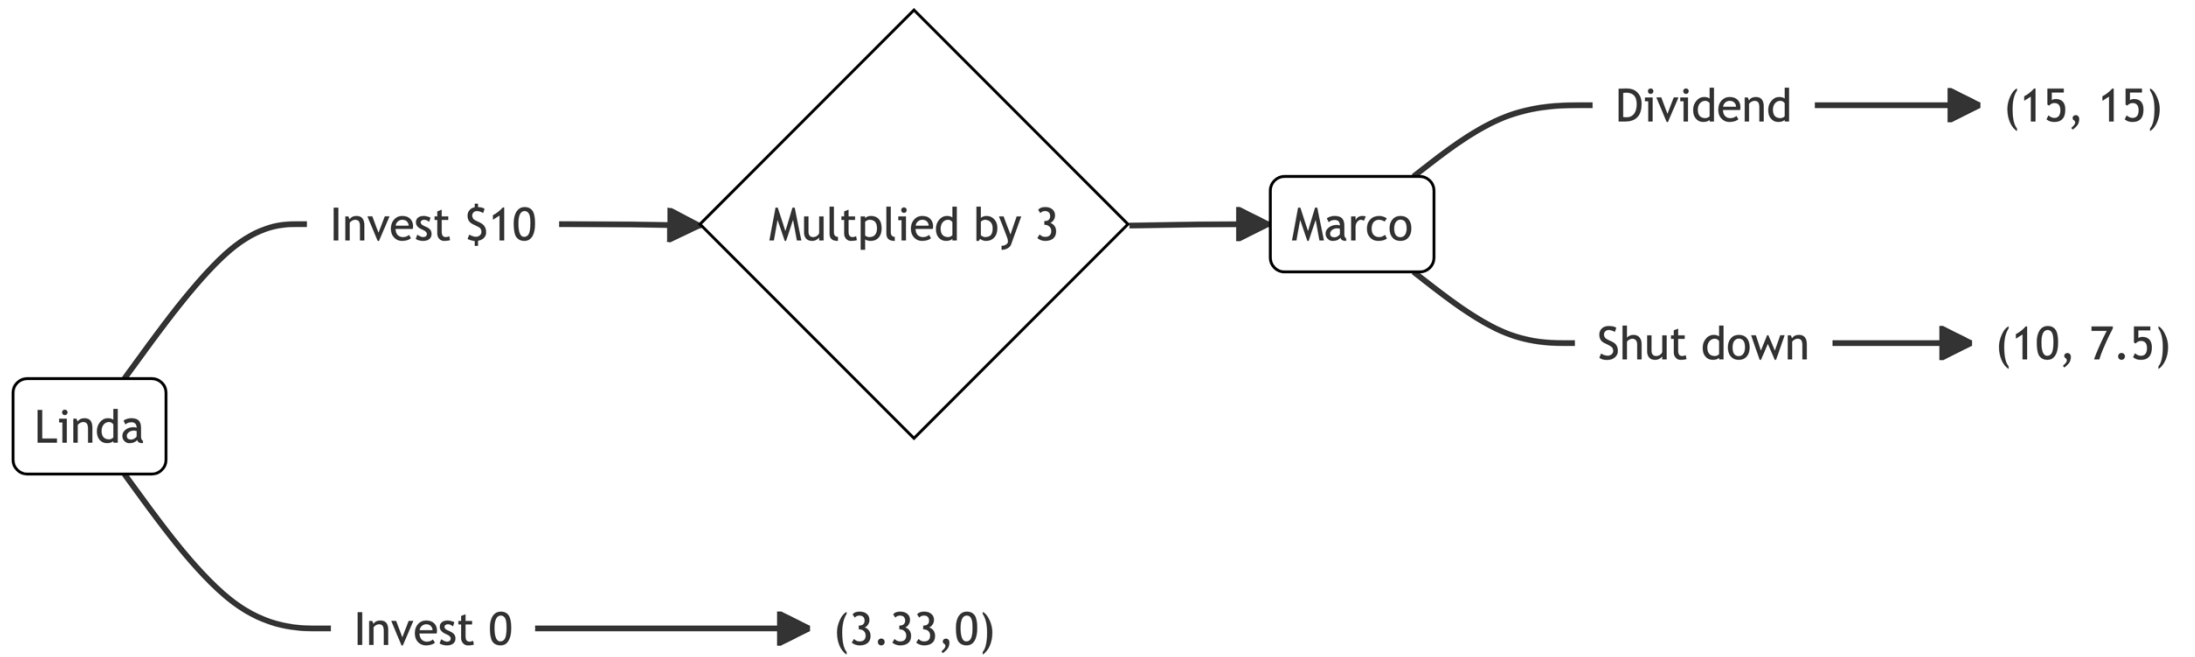 Linda
Invest $10
Multplied by 3
Marco
Dividend
(15, 15)
Shut down
(10, 7.5)
Invest 0
(3.33,0)